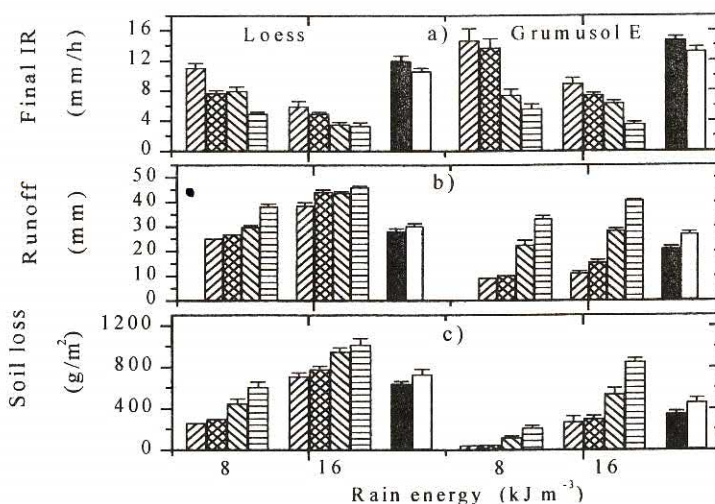 16
12
8
4
0
Final IR
(mm/h)
Loess
a)
Grumusol E
50
40
30
20
10
0
Runoff
(mm)
b)
1200
800
400
0
Soil loss
(g/m²)
c)
8
16
8
16
Rain energy (kJ m⁻³)